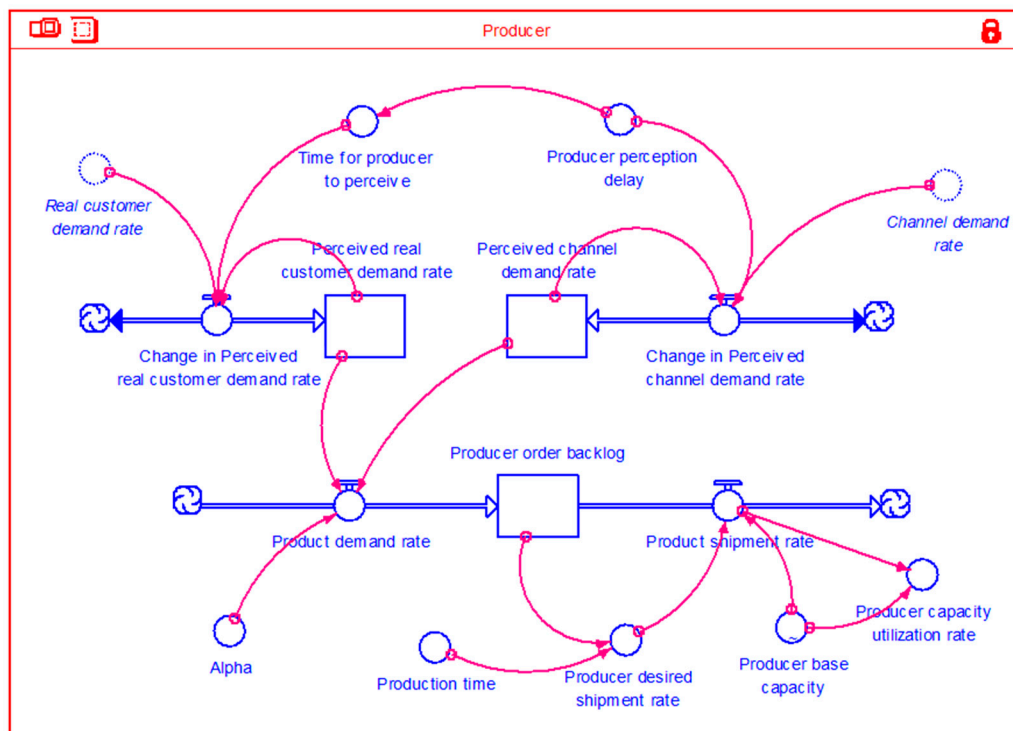 Producer
Time for producer
to perceive
Producer perception
delay
Real customer
demand rate
Channel demand
rate
Perceived real
customer demand rate
Perceived channel
demand rate
Change in Perceived
real customer demand rate
Change in Perceived
channel demand rate
Producer order backlog
Product demand rate
Product shipment rate
Alpha
Production time
Producer desired
shipment rate
~
Producer base
capacity
Producer capacity
utilization rate